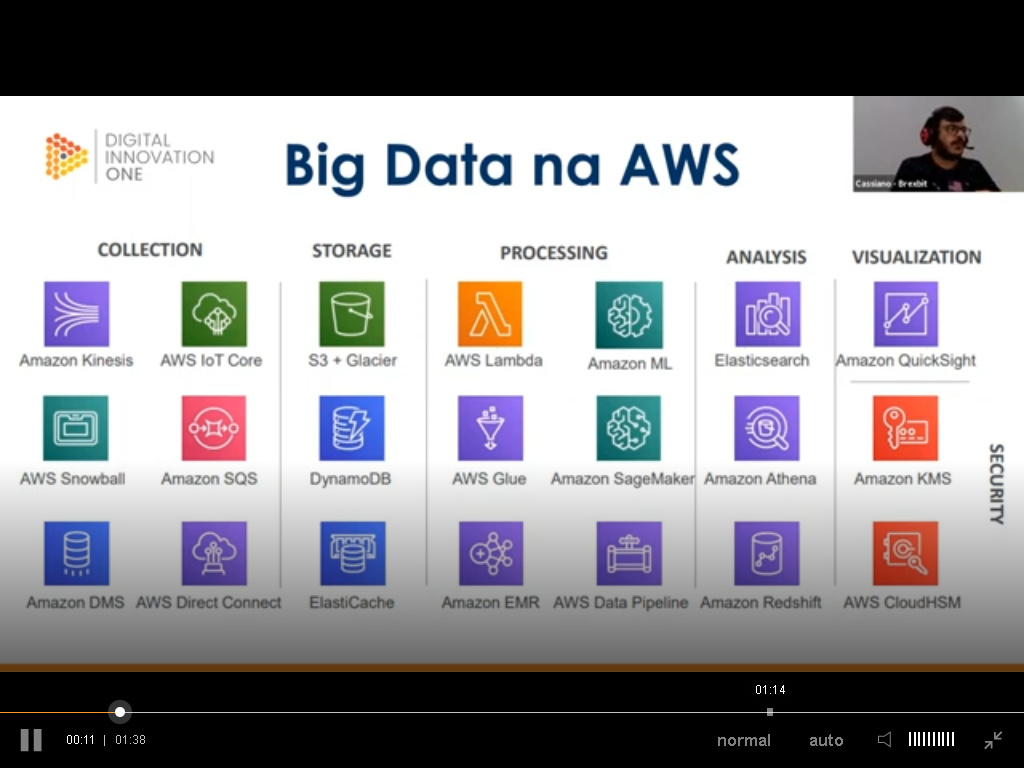 DIGITAL
INNOVATION
ONE
Big Data na AWS
Cassiano - Brexbit
COLLECTION
STORAGE
PROCESSING
ANALYSIS
VISUALIZATION
Amazon Kinesis
AWS IoT Core
S3 + Glacier
AWS Lambda
Amazon ML
Elasticsearch
Amazon QuickSight
AWS Snowball
Amazon SQS
DynamoDB
AWS Glue
Amazon SageMaker
Amazon Athena
Amazon KMS
SECURITY
Amazon DMS
AWS Direct Connect
ElastiCache
Amazon EMR
AWS Data Pipeline
Amazon Redshift
AWS CloudHSM
01:14
00:11 | 01:38
normal
auto